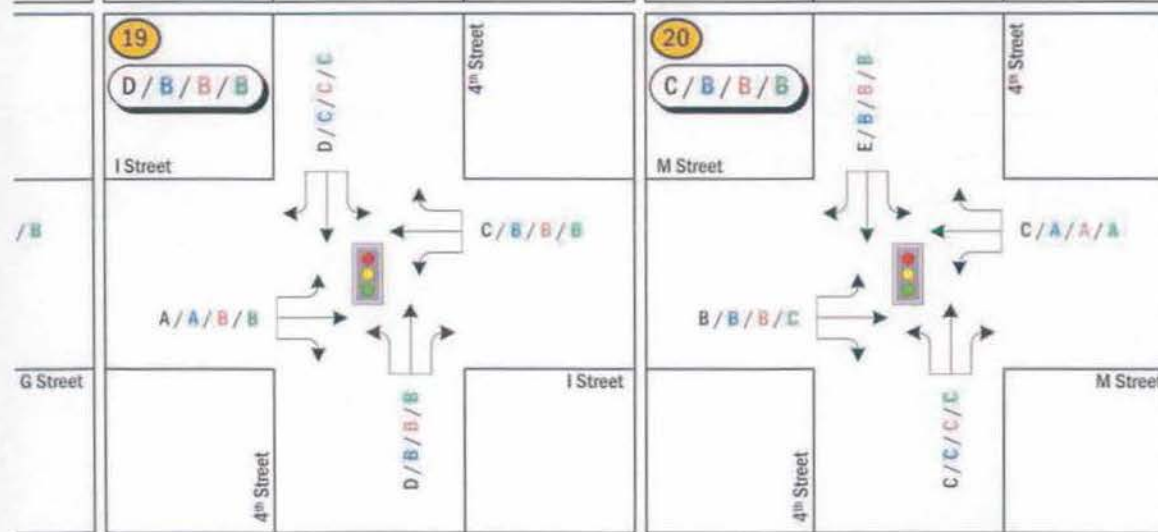 /B
G Street
19
D/B/B/B
I Street
4th Street
D/C/C/C
C/B/B/B
A/A/B/B
D/B/B/B
I Street
4th Street
20
C/B/B/B
M Street
4th Street
E/B/B/B
C/A/A/A
B/B/B/C
C/C/C/C
M Street
4th Street